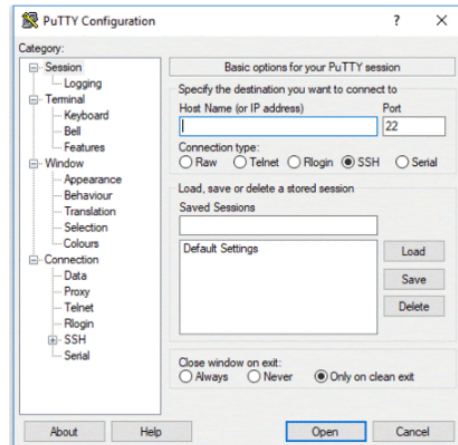 PuTTY Configuration
?
Category:
Session
Logging
Terminal
Keyboard
Bell
Features
Window
Appearance
Behaviour
Translation
Selection
Colours
Connection
Data
Proxy
Telnet
Rlogin
SSH
Serial
Basic options for your PuTTY session
Specify the destination you want to connect to
Host Name (or IP address) Port
22
Connection type:
Raw Telnet Rlogin SSH Serial
Load, save or delete a stored session
Saved Sessions
Default Settings
Load
Save
Delete
Close window on exit:
Always Never Only on clean exit
About Help Open Cancel